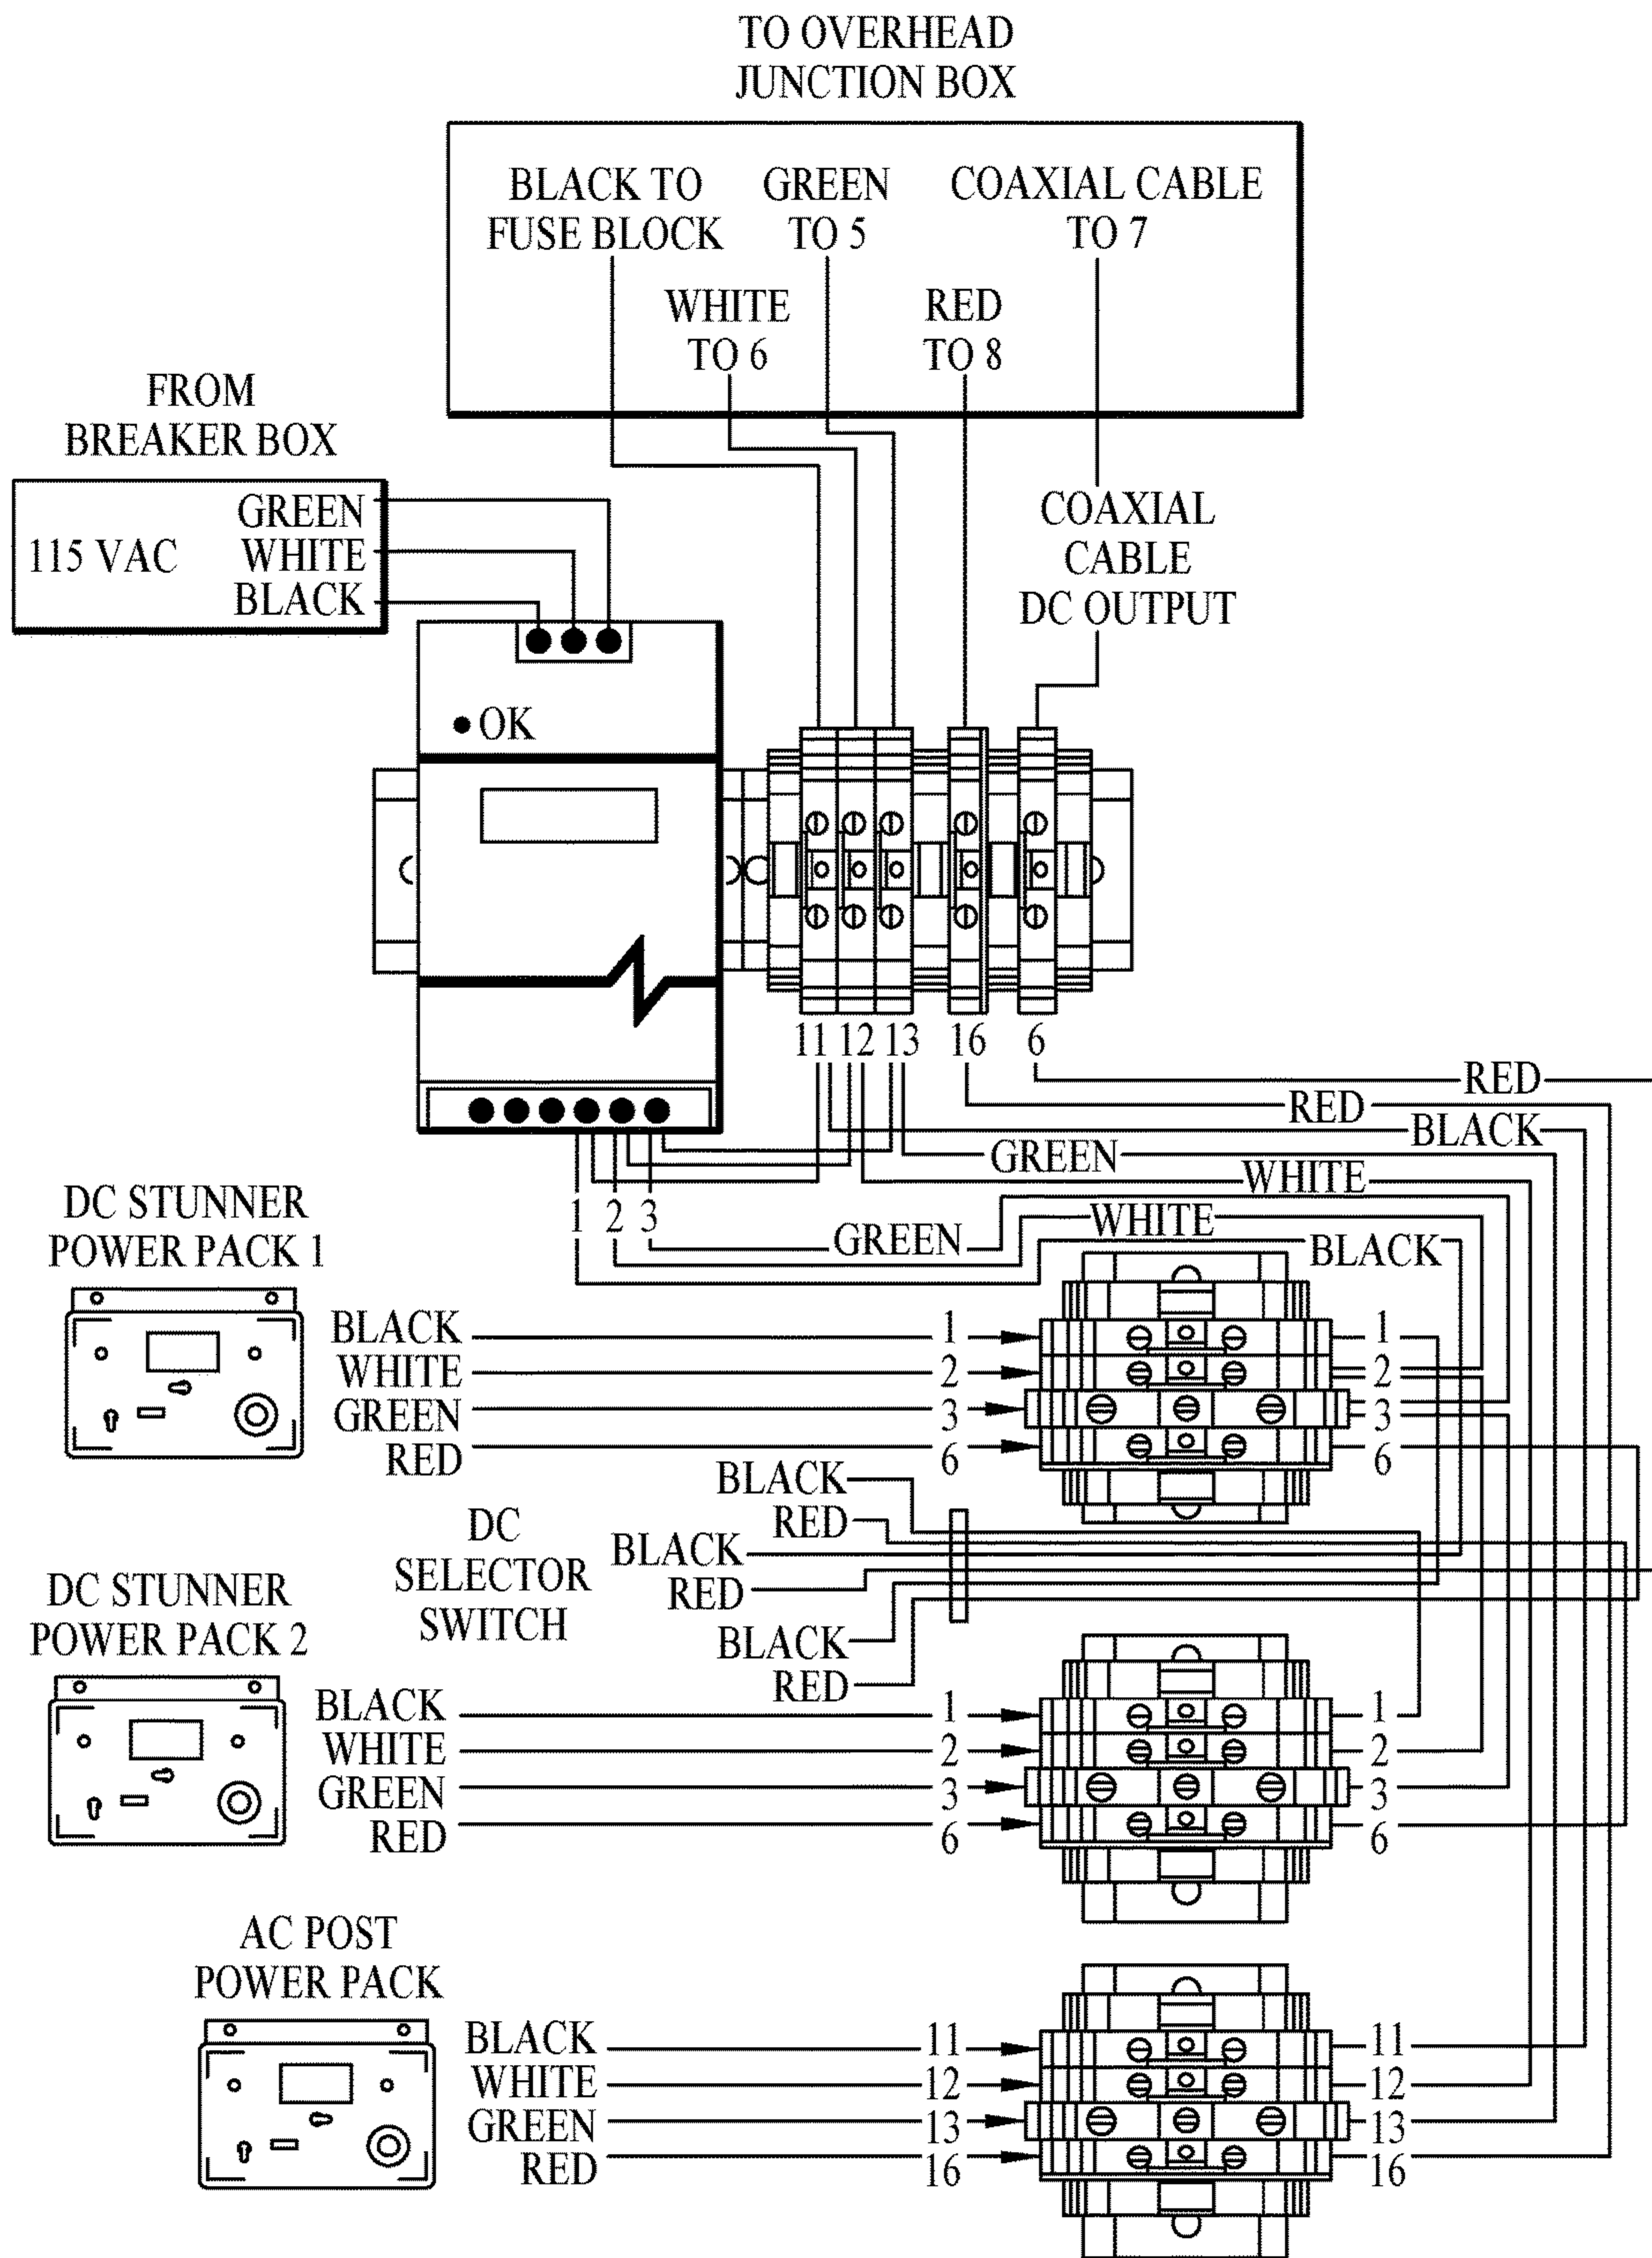 TO OVERHEAD
JUNCTION BOX
BLACK TO
FUSE BLOCK
GREEN
TO 5
COAXIAL CABLE
TO 7
WHITE
TO 6
RED
TO 8
FROM
BREAKER BOX
115 VAC
GREEN
WHITE
BLACK
COAXIAL
CABLE
DC OUTPUT
OK
11 12 13 16 6
RED
RED
BLACK
GREEN
WHITE
1 2 3
WHITE
GREEN
BLACK
DC STUNNER
POWER PACK 1
BLACK 1 1
WHITE 2 2
GREEN 3 3
RED 6 6
DC
SELECTOR
SWITCH
BLACK
RED
BLACK
RED
BLACK
RED
DC STUNNER
POWER PACK 2
BLACK 1 1
WHITE 2 2
GREEN 3 3
RED 6 6
AC POST
POWER PACK
BLACK 11 11
WHITE 12 12
GREEN 13 13
RED 16 16